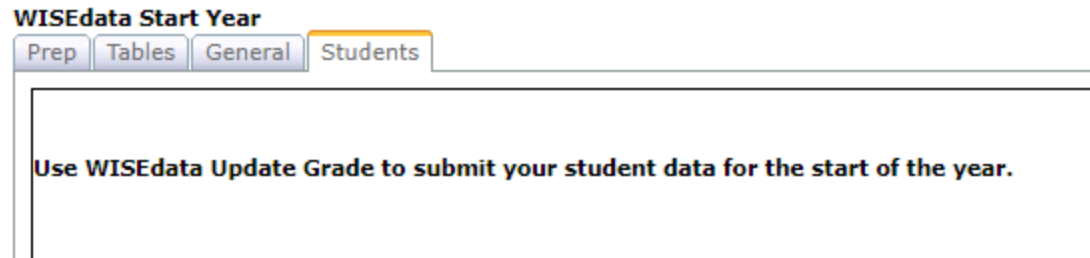 WISEdata Start Year
Prep Tables General Students
Use WISEdata Update Grade to submit your student data for the start of the year.